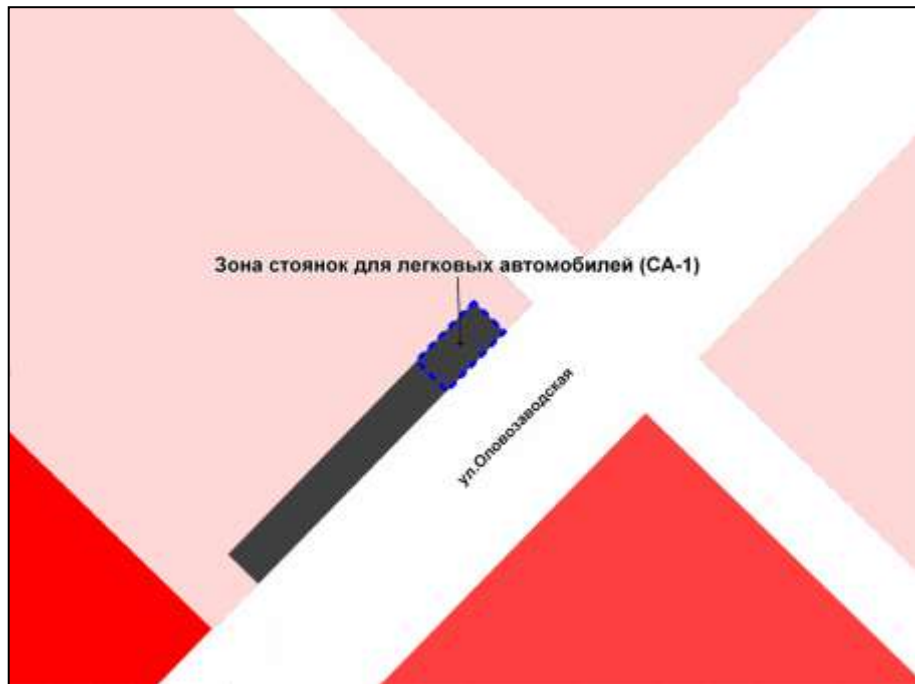 Зона стоянок для легковых автомобилей (СА-1)
ул.Оловозаводская